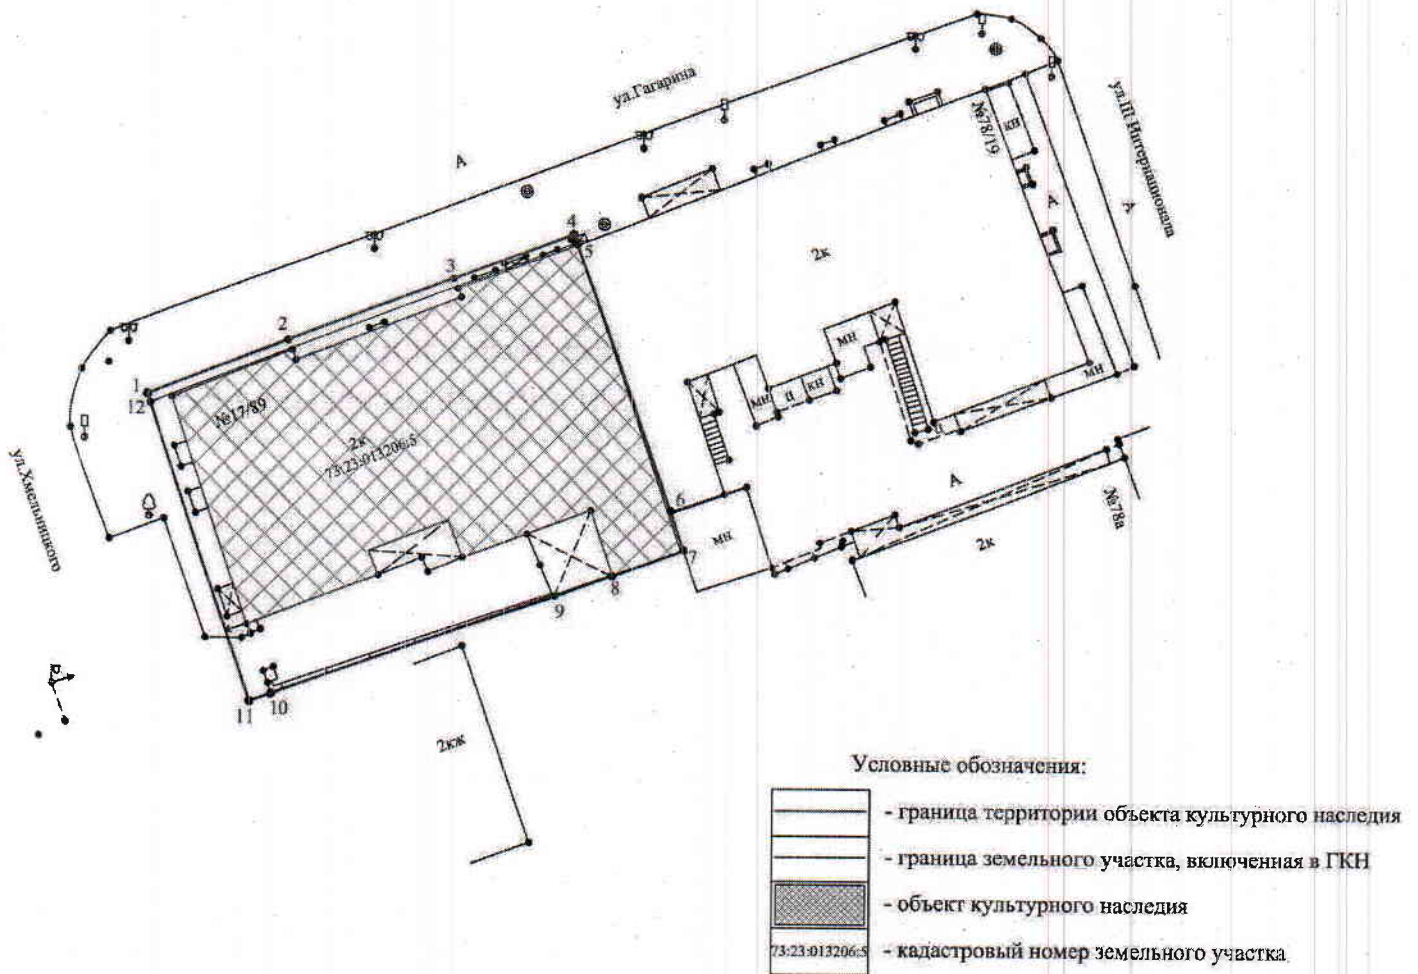 ул.Гагарина
А
ул.III Интернационала
№78/19
кн
А
А
4
5
3
2
1
12
2к
№17/89
2к
73:23:013206:5
мн
мн
ц
кн
мн
ц
ул.Хмельницкого
6
мн
7
А
№78а
2к
8
9
10
11
2кж
Условные обозначения:
- граница территории объекта культурного наследия
- граница земельного участка, включенная в ГКН
- объект культурного наследия
73:23:013206:5 - кадастровый номер земельного участка